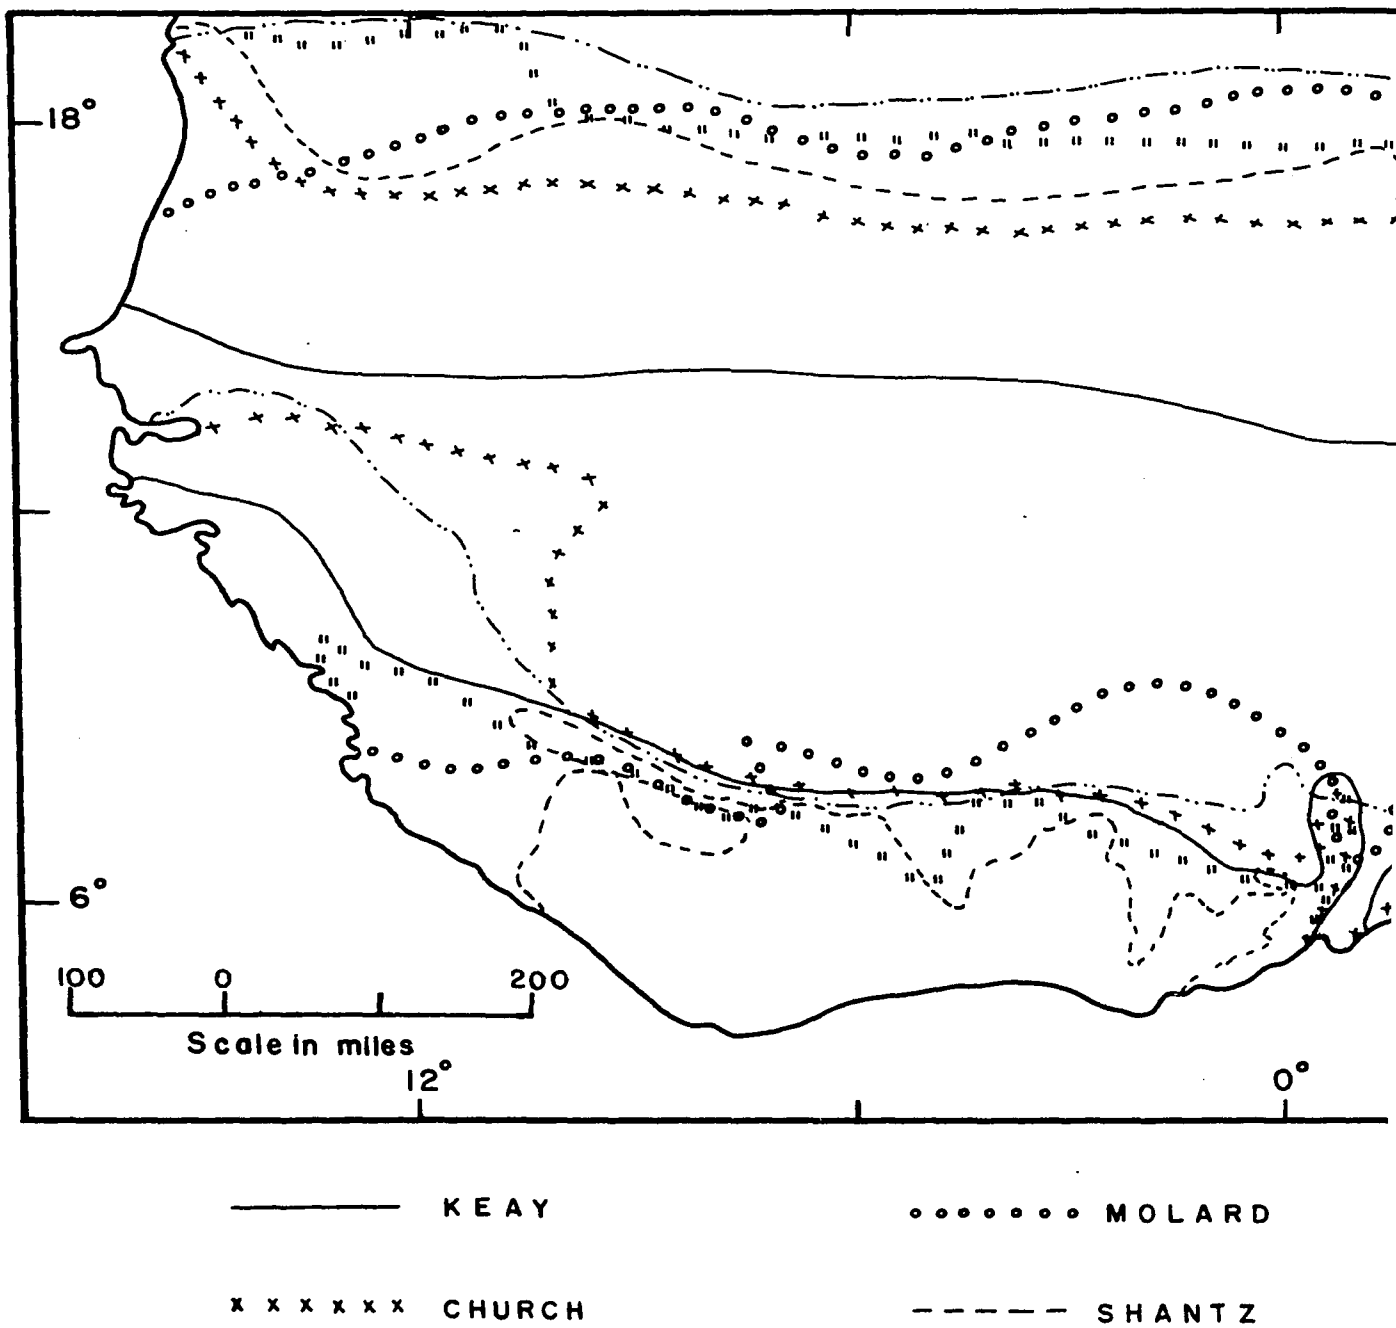 18°
6°
100 0 200
Scale in miles
12° 0°
KEAY
MOLARD
CHURCH
SHANTZ